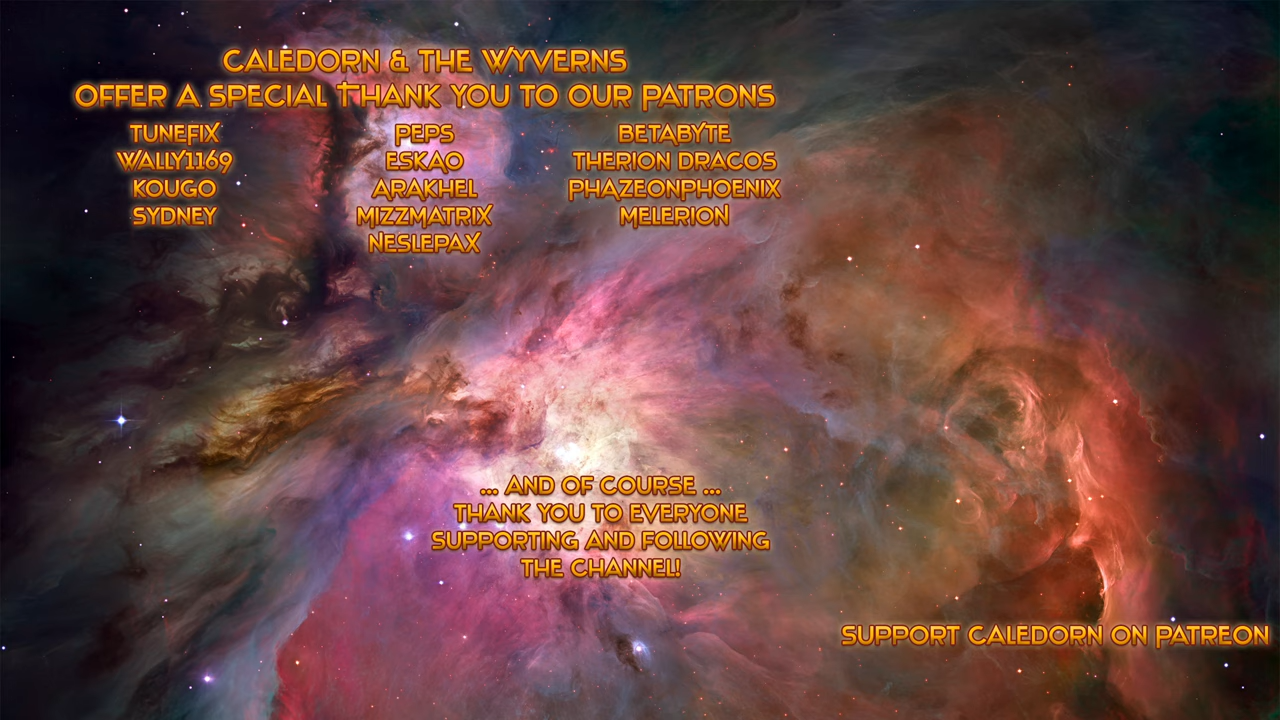 CALEDORN & THE WYVERNS
OFFER A SPECIAL THANK YOU TO OUR PATRONS
TUNEFIX
WALLY1169
KOUGO
SYDNEY
PEPS
ESKAO
ARAKHEL
MIZZMATRIX
NESLEPAX
BETABYTE
THERION DRACOS
PHAZEONPHOENIX
MELERION
... AND OF COURSE ...
THANK YOU TO EVERYONE
SUPPORTING AND FOLLOWING
THE CHANNEL!
SUPPORT CALEDORN ON PATREON